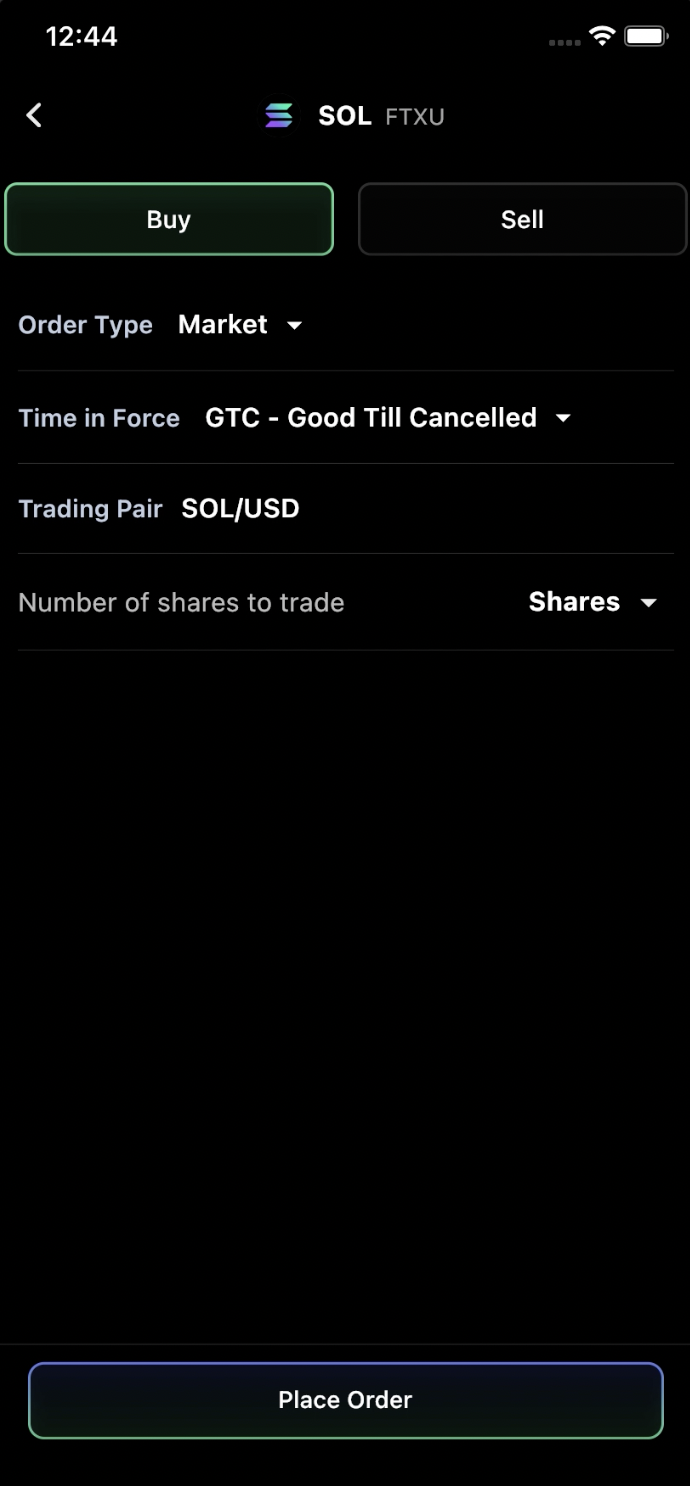 12:44
SOL FTXU
Buy
Sell
Order Type Market
Time in Force GTC - Good Till Cancelled
Trading Pair SOL/USD
Number of shares to trade Shares
Place Order